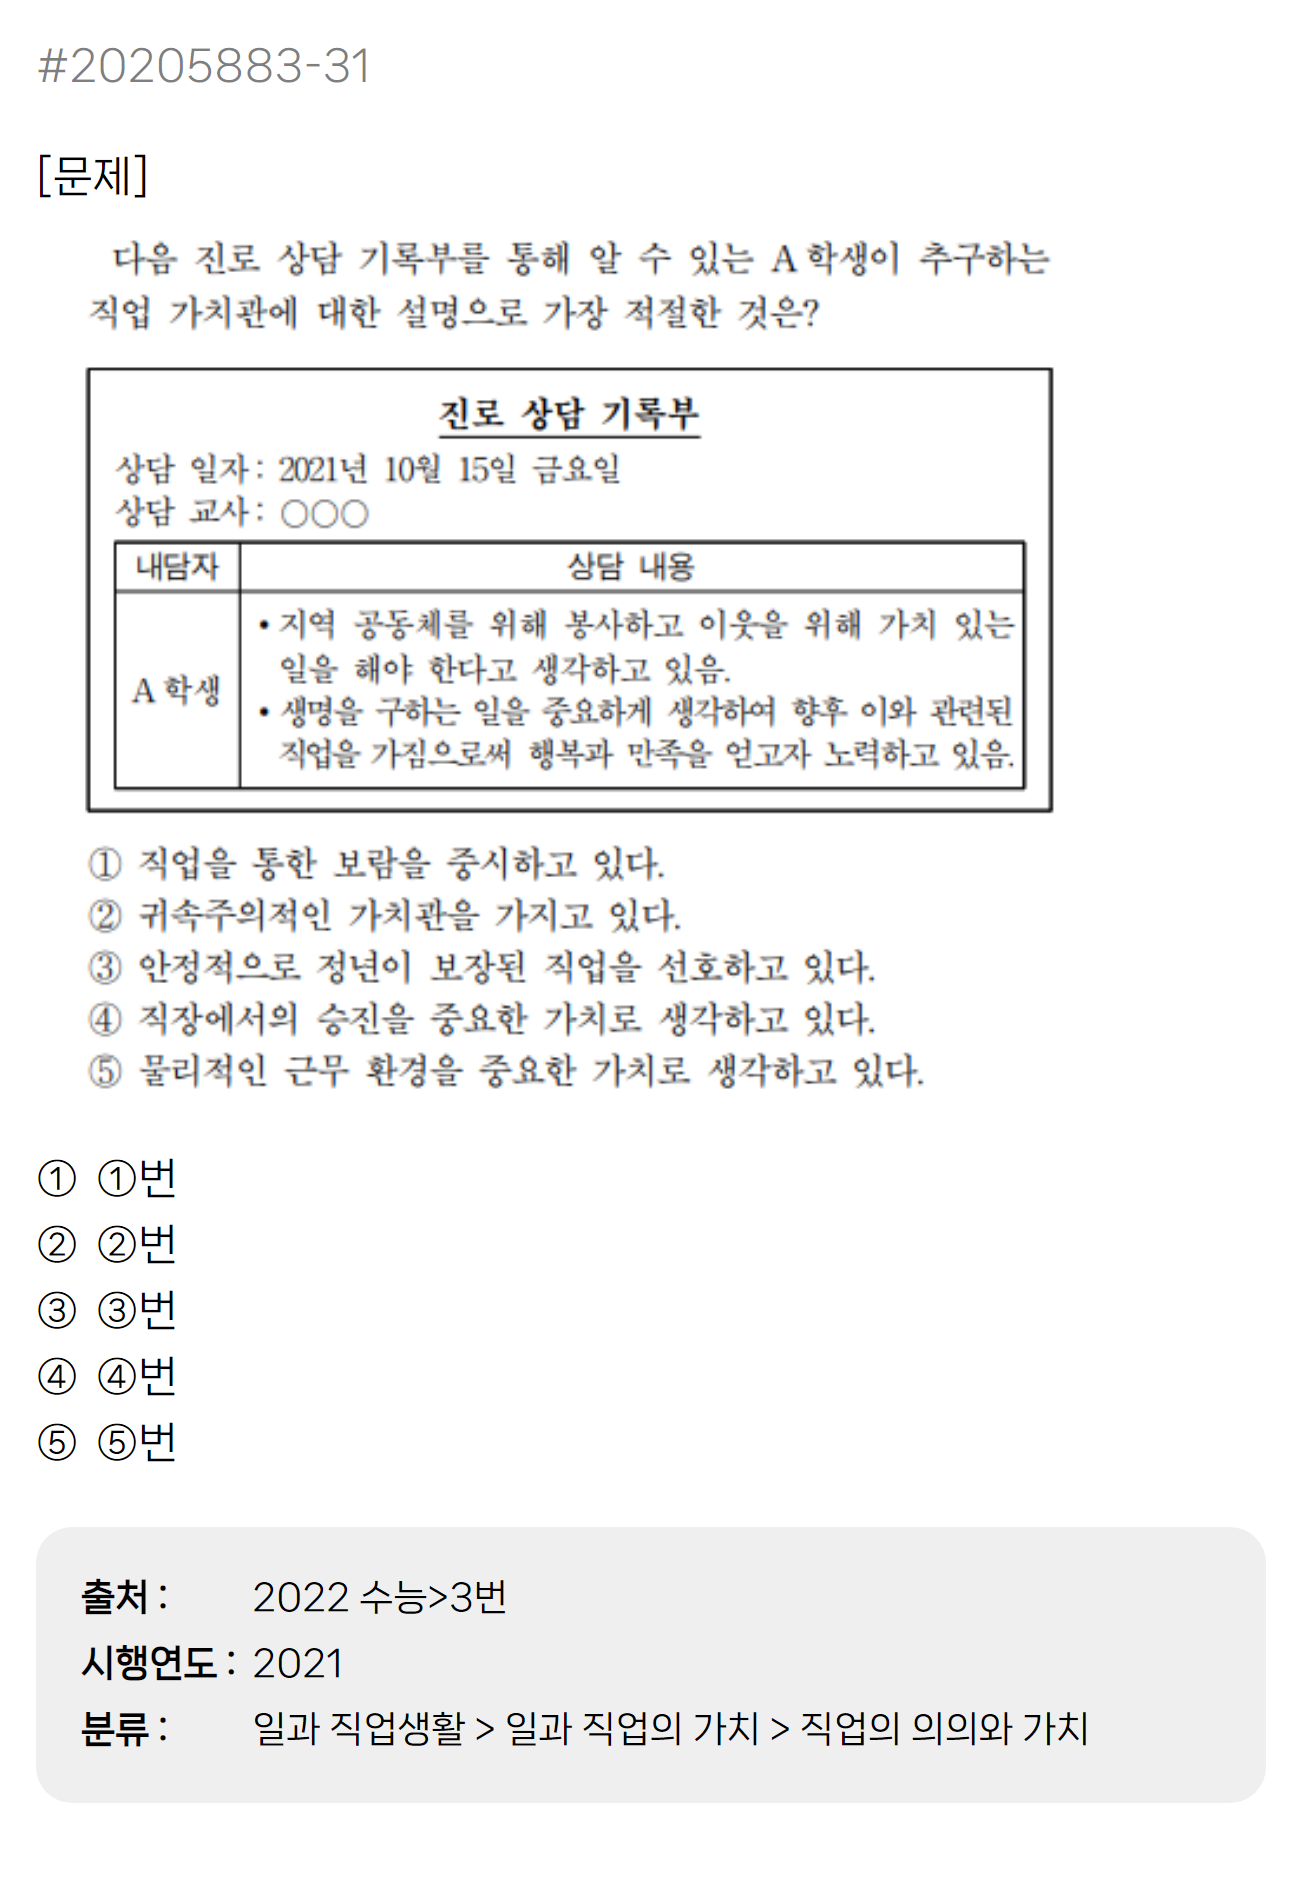 #20205883-31
[문제]
다음 진로 상담 기록부를 통해 알 수 있는 A 학생이 추구하는
직업 가치관에 대한 설명으로 가장 적절한 것은?
진로 상담 기록부
상담 일자 : 2021년 10월 15일 금요일
상담 교사 : ○○○
내담자 상담 내용
A 학생
• 지역 공동체를 위해 봉사하고 이웃을 위해 가치 있는
일을 해야 한다고 생각하고 있음.
• 생명을 구하는 일을 중요하게 생각하여 향후 이와 관련된
직업을 가짐으로써 행복과 만족을 얻고자 노력하고 있음.
① 직업을 통한 보람을 중시하고 있다.
② 귀속주의적인 가치관을 가지고 있다.
③ 안정적으로 정년이 보장된 직업을 선호하고 있다.
④ 직장에서의 승진을 중요한 가치로 생각하고 있다.
⑤ 물리적인 근무 환경을 중요한 가치로 생각하고 있다.
① ①번
② ②번
③ ③번
④ ④번
⑤ ⑤번
출처 : 2022 수능>3번
시행연도 : 2021
분류 : 일과 직업생활 > 일과 직업의 가치 > 직업의 의의와 가치